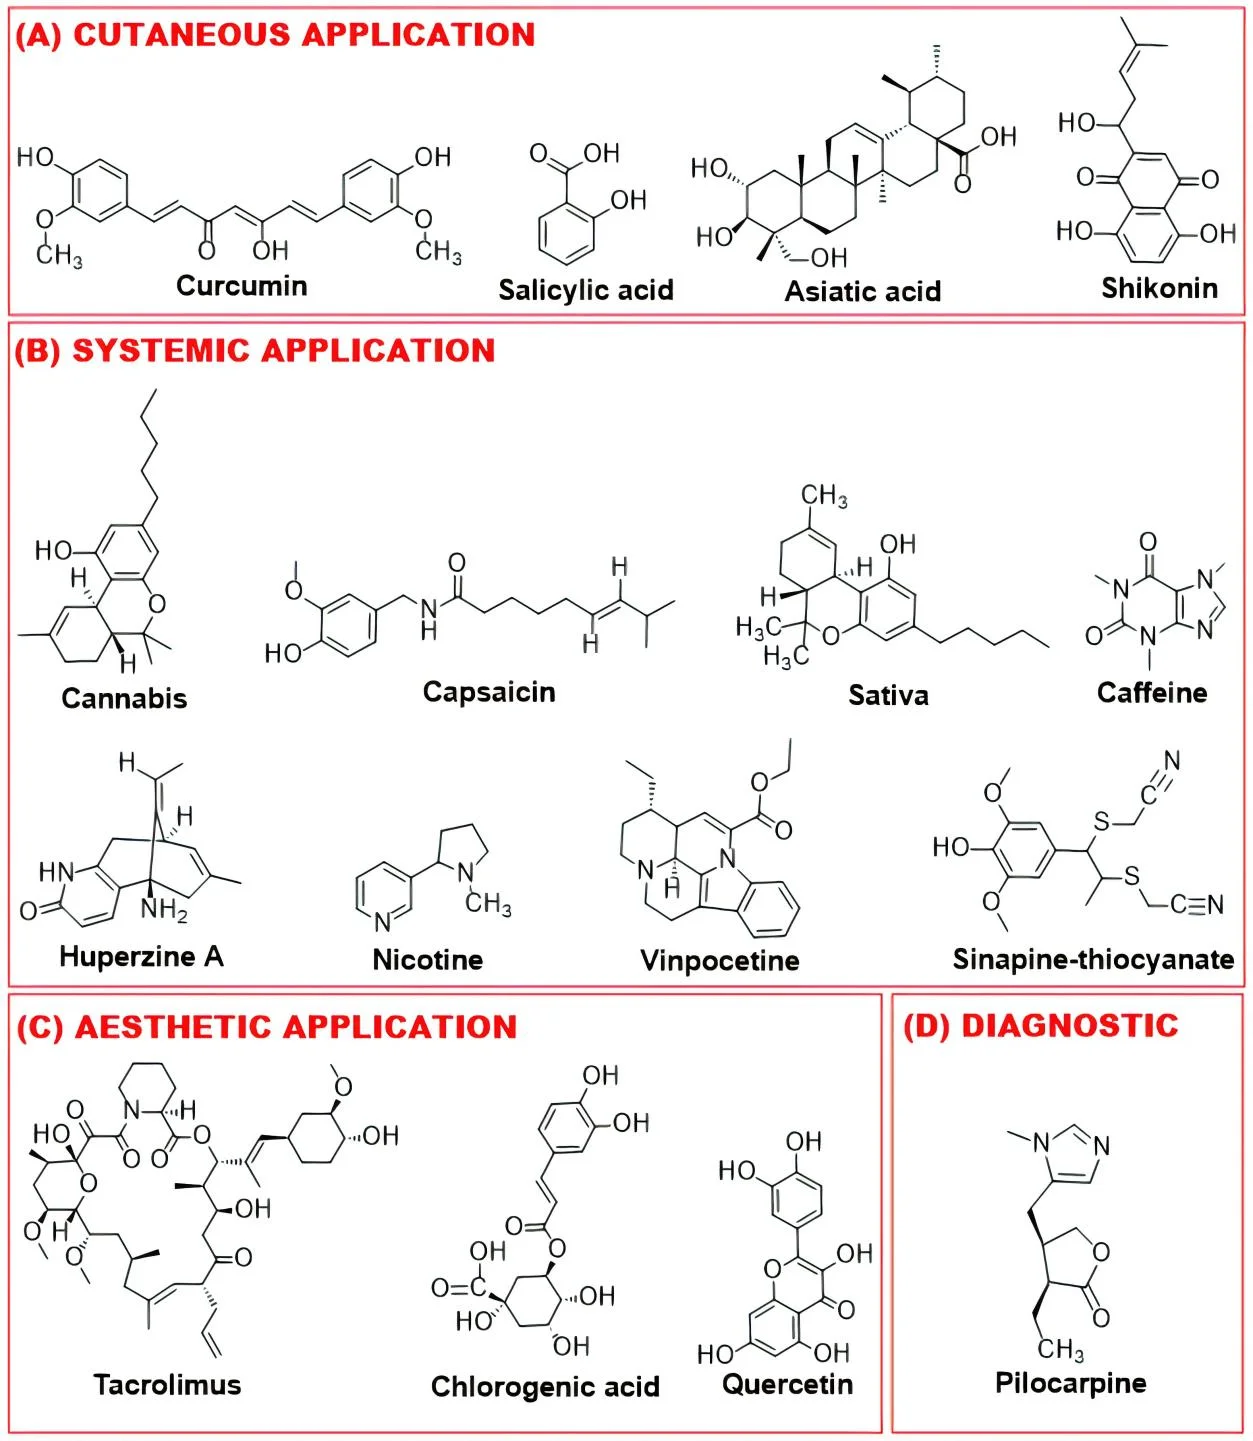 (A) CUTANEOUS APPLICATION
HO
OH
O
CH3
O
OH
O
CH3
Curcumin
O
OH
OH
Salicylic acid
HO
HO
OH
OH
O
Asiatic acid
HO
O
O
HO
OH
Shikonin
(B) SYSTEMIC APPLICATION
HO
H
O
H
Cannabis
O
HO
N
H
O
H
H
Capsaicin
CH3
OH
H
H
H3C
H3C
O
Sativa
O
N
N
O
N
N
Caffeine
H
H
HN
O
NH2
Huperzine A
N
N
CH3
Nicotine
O
O
N
N
H
Vinpocetine
N
C
O
S
HO
S
O
C
N
Sinapine-thiocyanate
(C) AESTHETIC APPLICATION
O
N
H
O
HO
O
O
O
OH
O
OH
O
H
O
O
Tacrolimus
OH
OH
O
O
OH
O
C
HO
OH
OH
Chlorogenic acid
OH
HO
O
OH
O
HO
OH
Quercetin
(D) DIAGNOSTIC
N
N
O
O
CH3
Pilocarpine